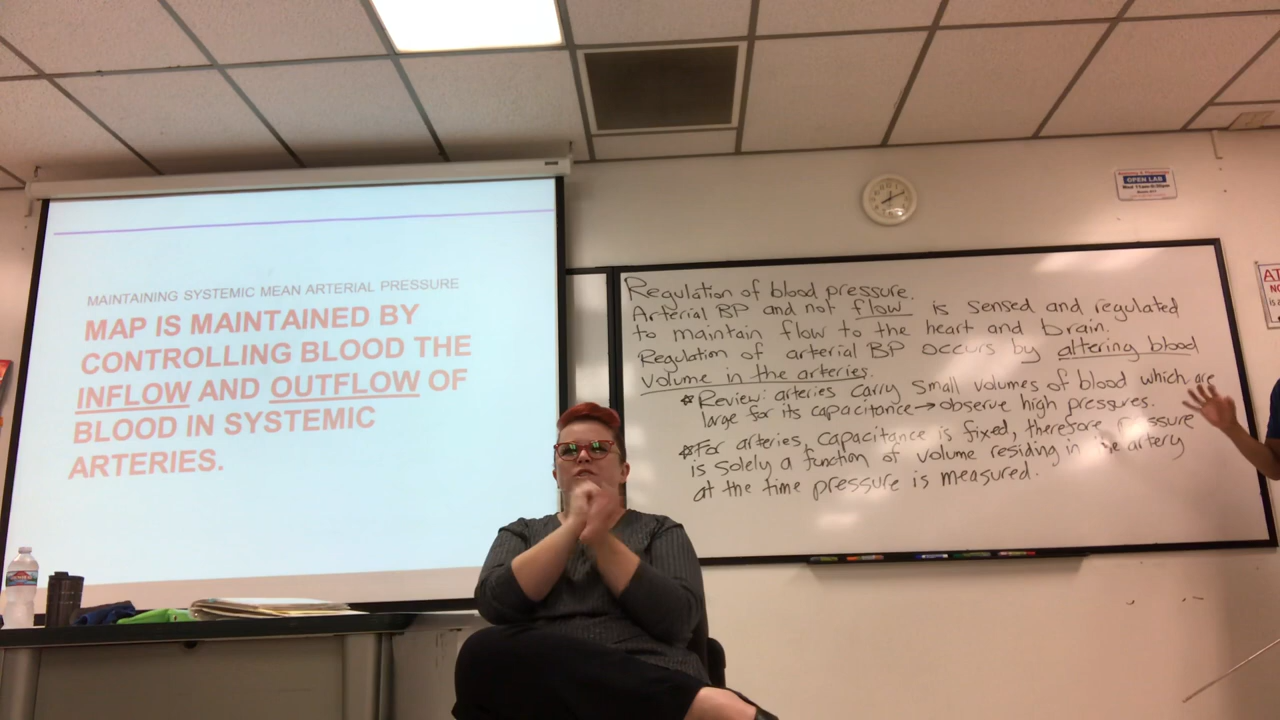 MAINTAINING SYSTEMIC MEAN ARTERIAL PRESSURE
MAP IS MAINTAINED BY
CONTROLLING BLOOD THE
INFLOW AND OUTFLOW OF
BLOOD IN SYSTEMIC
ARTERIES.
Regulation of blood pressure.
Arterial BP and not flow is sensed and regulated
to maintain flow to the heart and brain.
Regulation of arterial BP occurs by altering blood
volume in the arteries.
Review: arteries carry small volumes of blood which are
large for its capacitance → observe high pressures.
For arteries, capacitance is fixed, therefore pressure
is solely a function of volume residing in the artery
at the time pressure is measured.
OPEN LAB